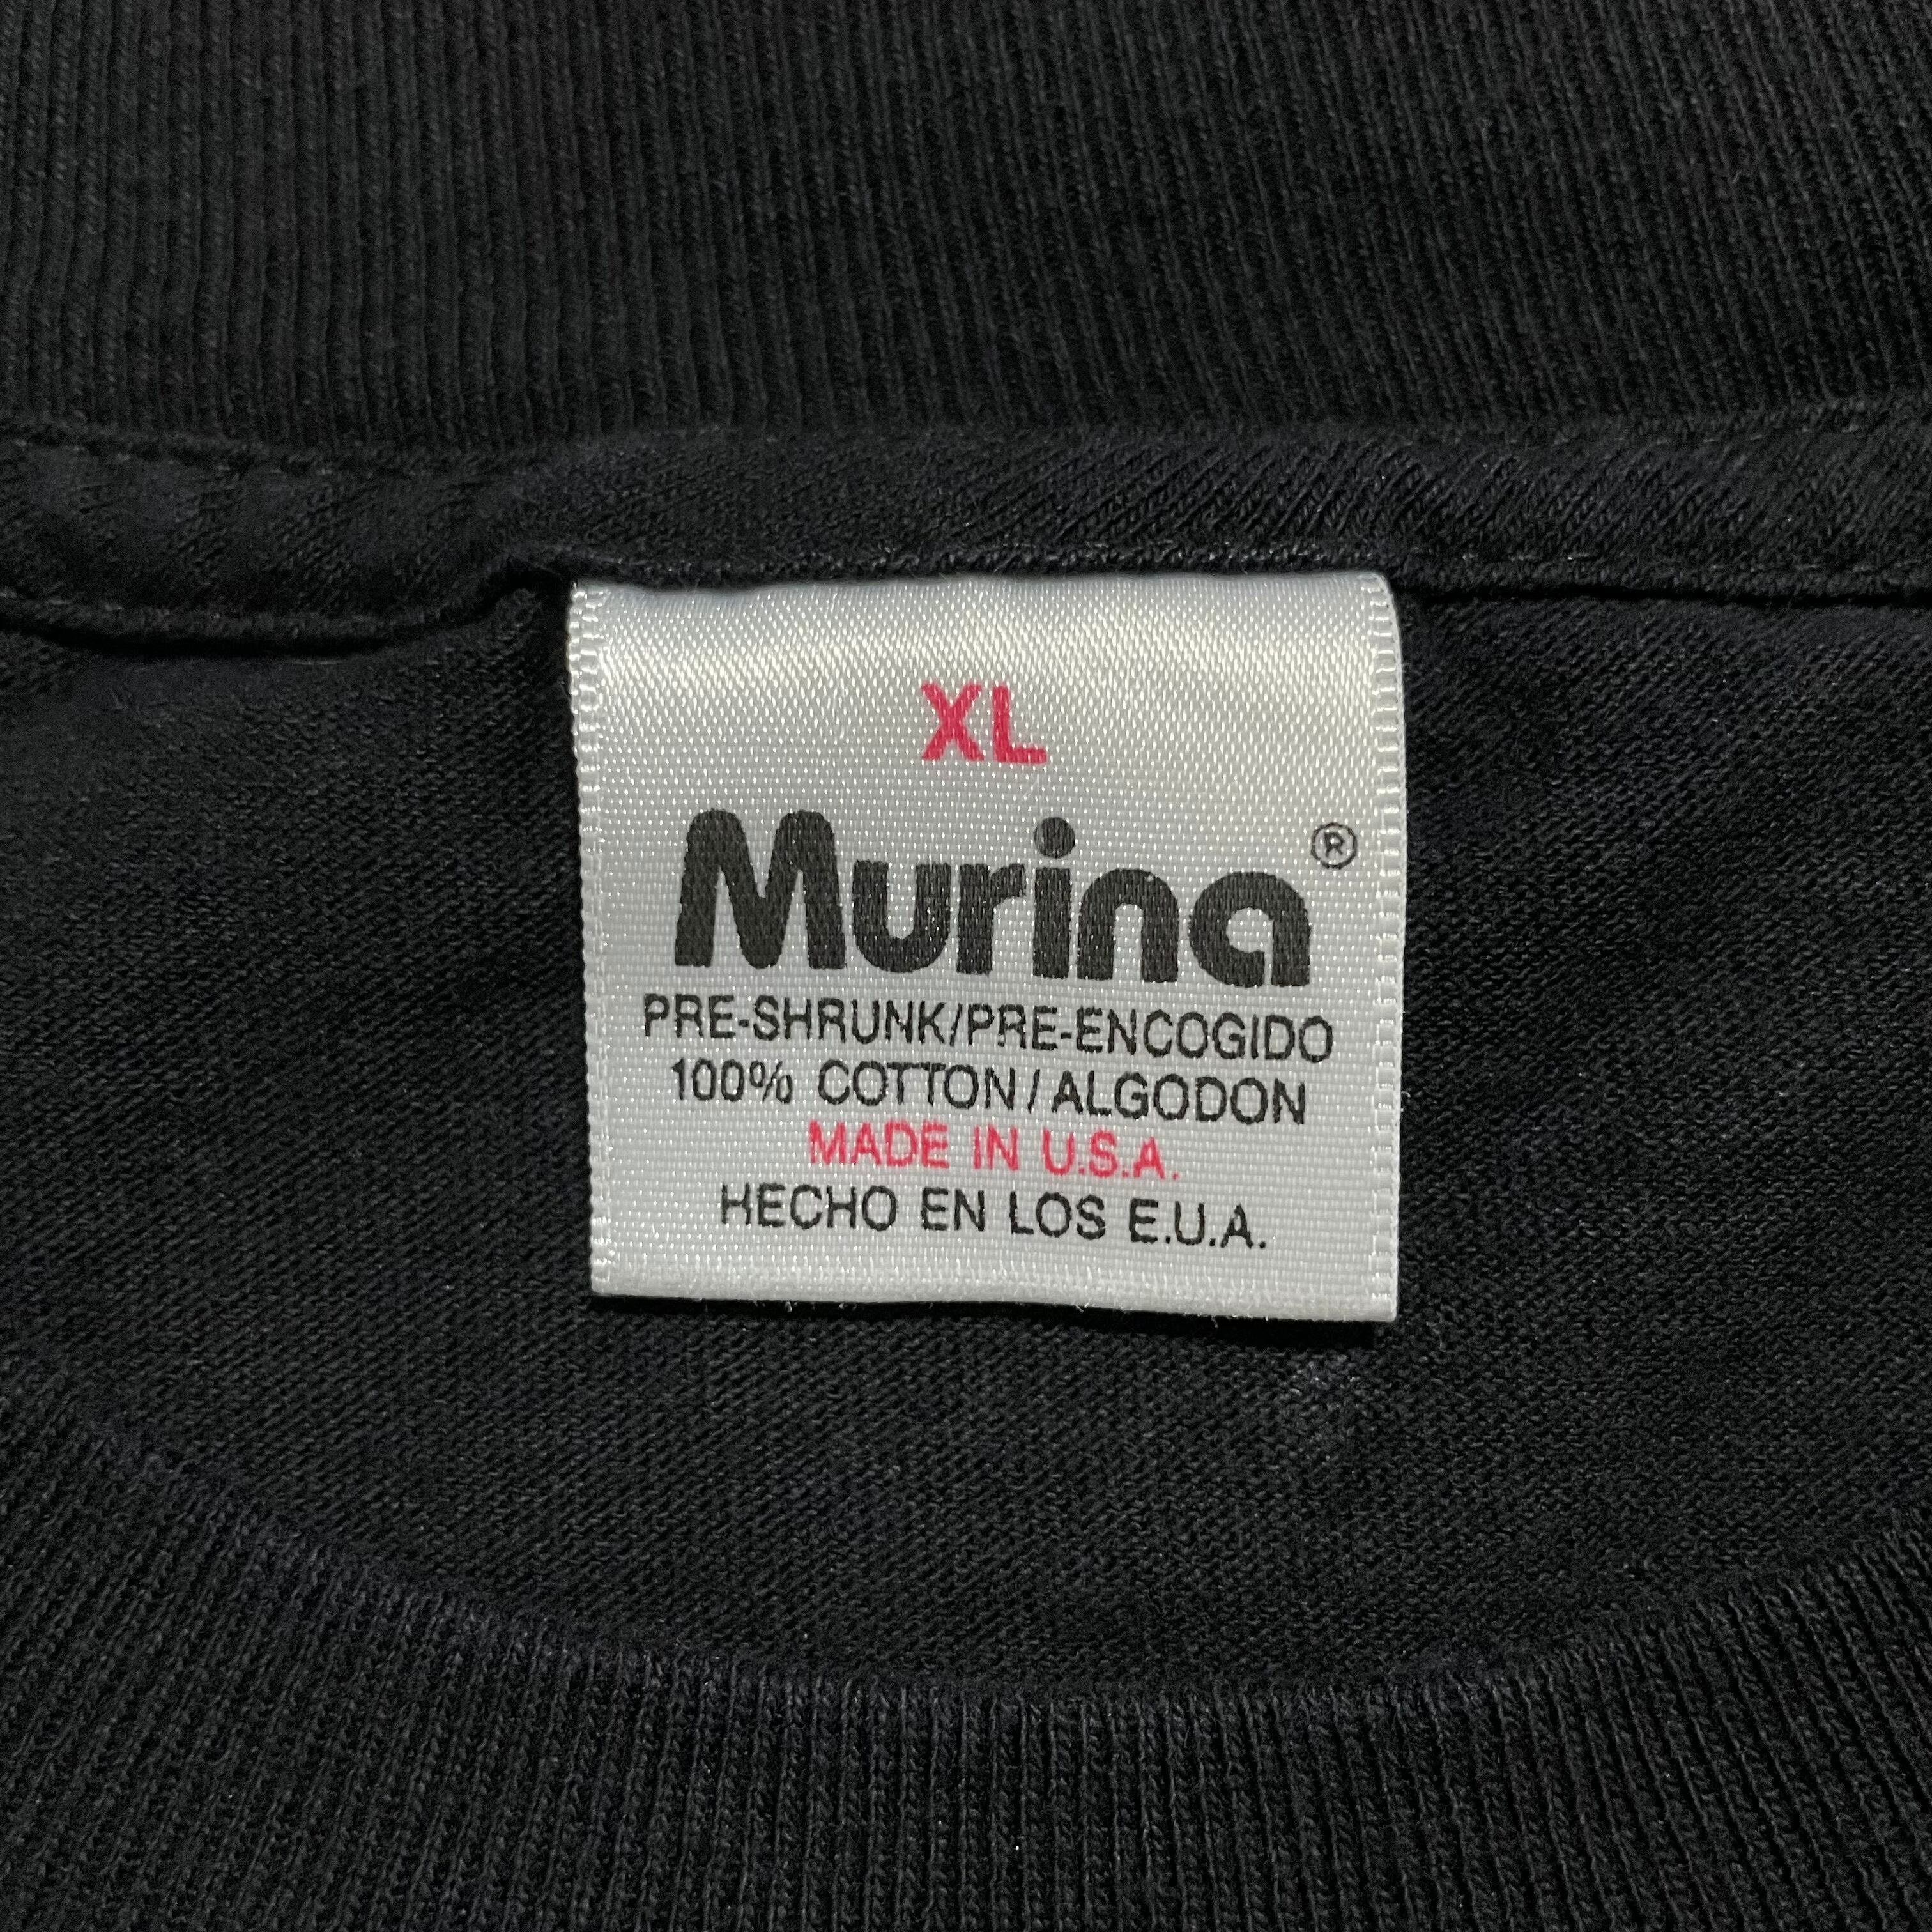 XL
Murina ®
PRE-SHRUNK/PRE-ENCOGIDO
100% COTTON/ALGODON
MADE IN U.S.A.
HECHO EN LOS E.U.A.